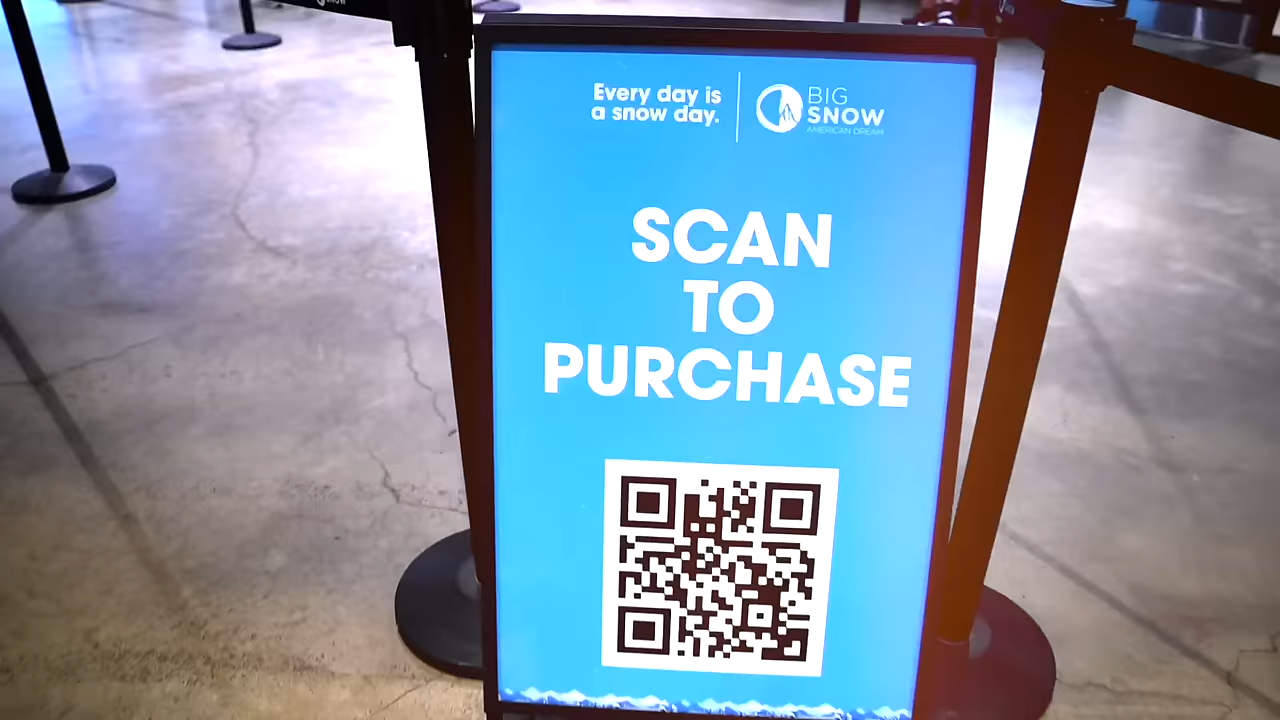 Every day is
a snow day.
BIG
SNOW
AMERICAN DREAM
SCAN
TO
PURCHASE